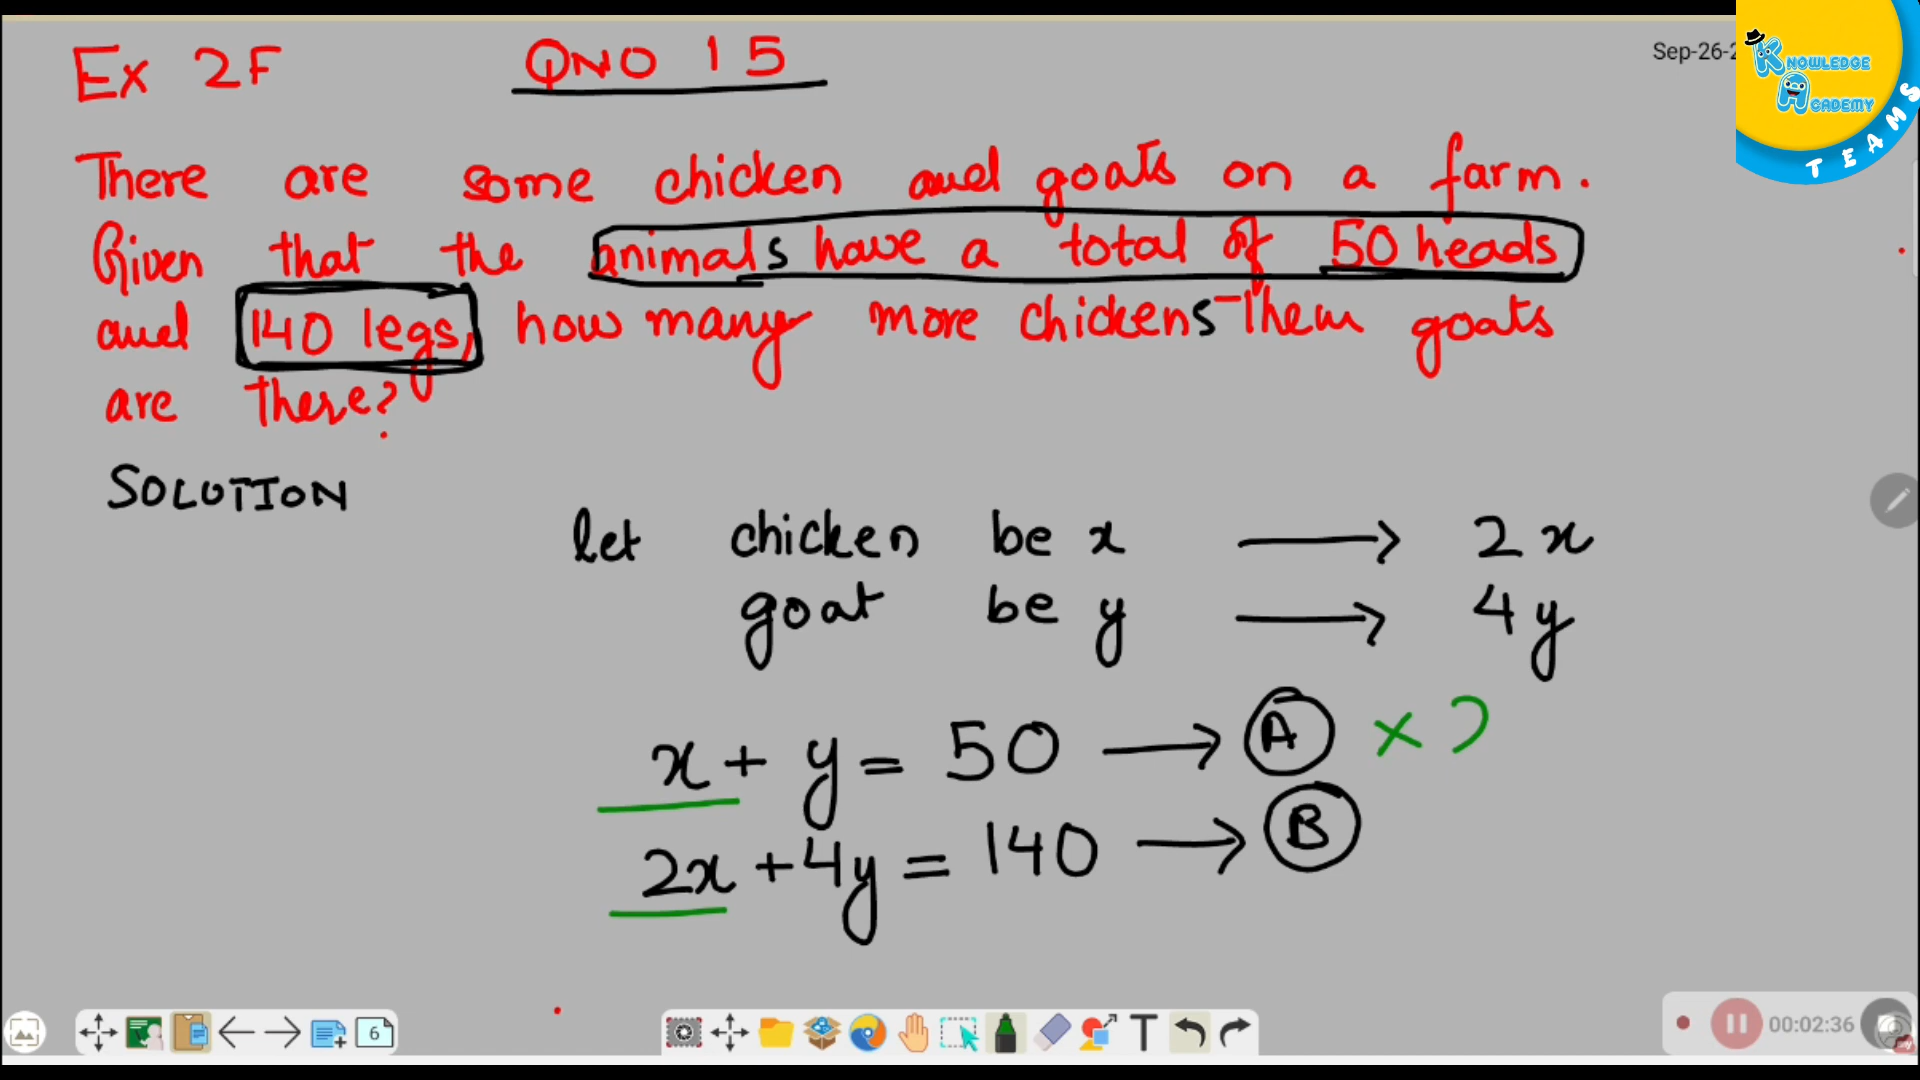 Ex 2F QNO 15
Sep-26-2
KNOWLEDGE
ACADEMY
TEAMS
There are some chicken and goats on a farm.
Given that the animals have a total of 50 heads
and 140 legs, how many more chickens them goats
are there?
SOLUTION
let chicken be x → 2x
goat be y → 4y
x + y = 50 → A ×
2x + 4y = 140 → B
6
T
00:02:36